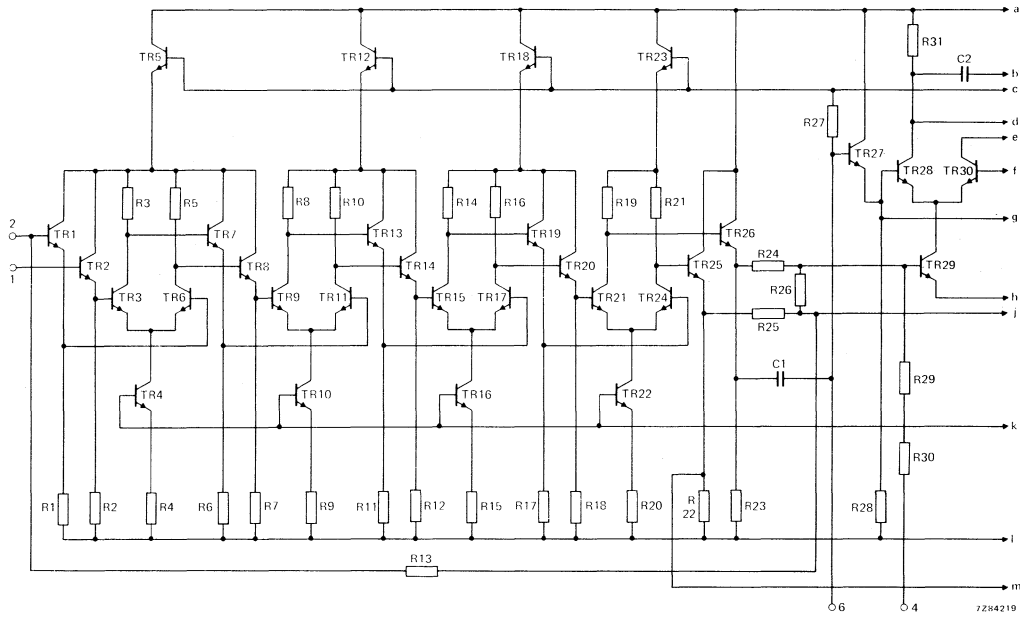 a
R31
TR5
TR12
TR18
TR23
C2
b
c
R27
d
e
TR27
TR28
TR30
f
R3
R5
R8
R10
R14
R16
R19
R21
g
2
TR1
TR7
TR13
TR19
TR26
1
TR2
TR8
TR14
TR20
TR25
R24
TR29
TR3
TR6
TR9
TR11
TR15
TR17
TR21
TR24
R26
h
R25
j
C1
R29
TR4
TR10
TR16
TR22
k
R30
R1
R2
R4
R6
R7
R9
R11
R12
R15
R17
R18
R20
R
22
R23
R28
l
R13
m
6
4
7Z84219